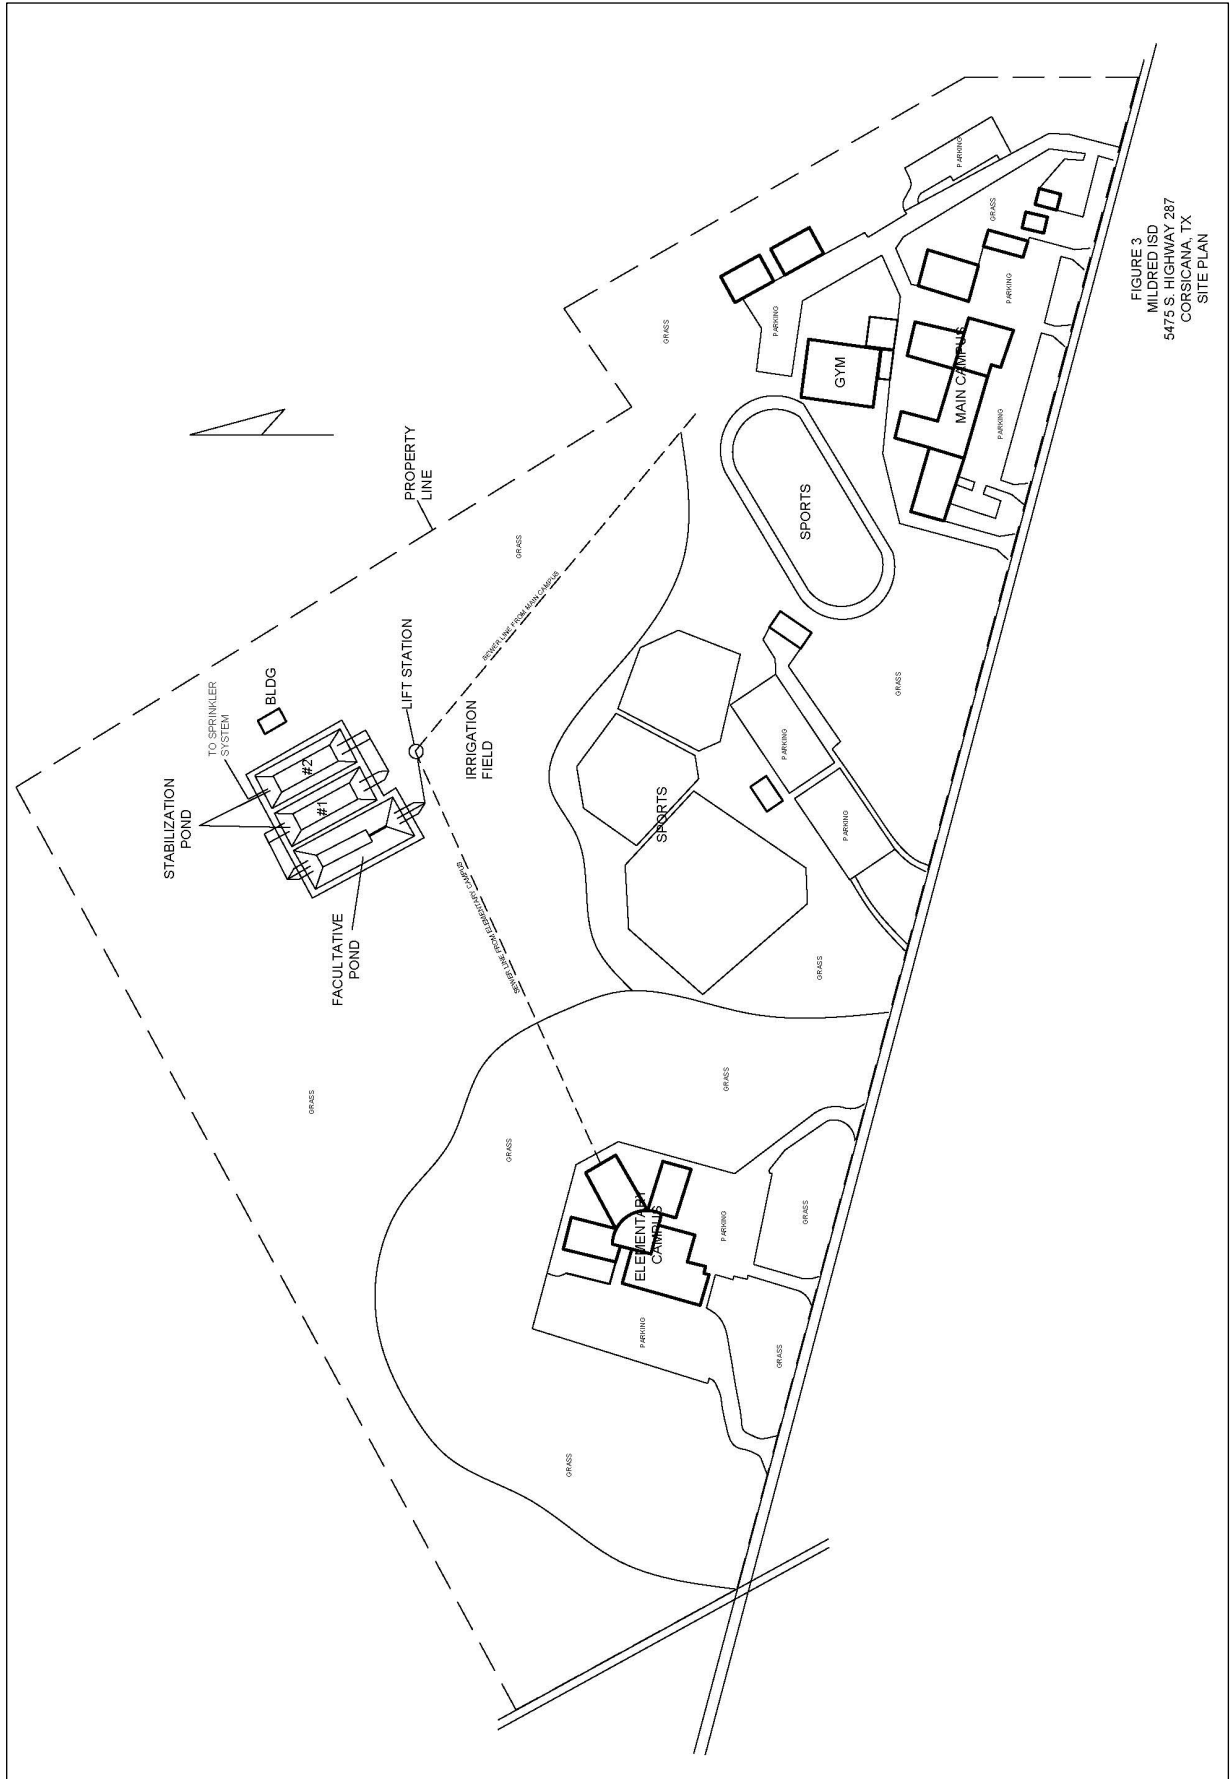 STABILIZATION
POND
TO SPRINKLER
SYSTEM
BLDG
#2
#1
FACULTATIVE
POND
LIFT STATION
PROPERTY
LINE
IRRIGATION
FIELD
SEWER LINE FROM MAIN CAMPUS
SEWER LINE FROM ELEMENTARY CAMPUS
GRASS
GRASS
GRASS
GRASS
GRASS
GRASS
GRASS
GRASS
GRASS
GRASS
GRASS
ELEMENTARY
CAMPUS
PARKING
PARKING
SPORTS
PARKING
PARKING
SPORTS
GYM
PARKING
PARKING
MAIN CAMPUS
PARKING
PARKING
FIGURE 3
MILDRED ISD
5475 S. HIGHWAY 287
CORSICANA, TX
SITE PLAN